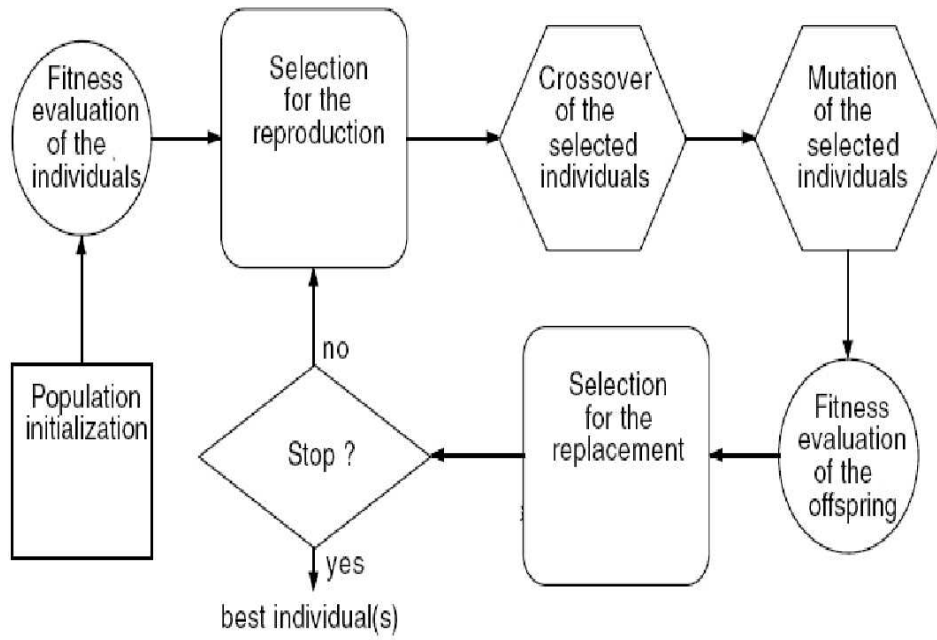 Fitness
evaluation
of the
individuals
Selection
for the
reproduction
Crossover
of the
selected
individuals
Mutation
of the
selected
individuals
Population
initialization
no
Stop ?
yes
best individual(s)
Selection
for the
replacement
Fitness
evaluation
of the
offspring